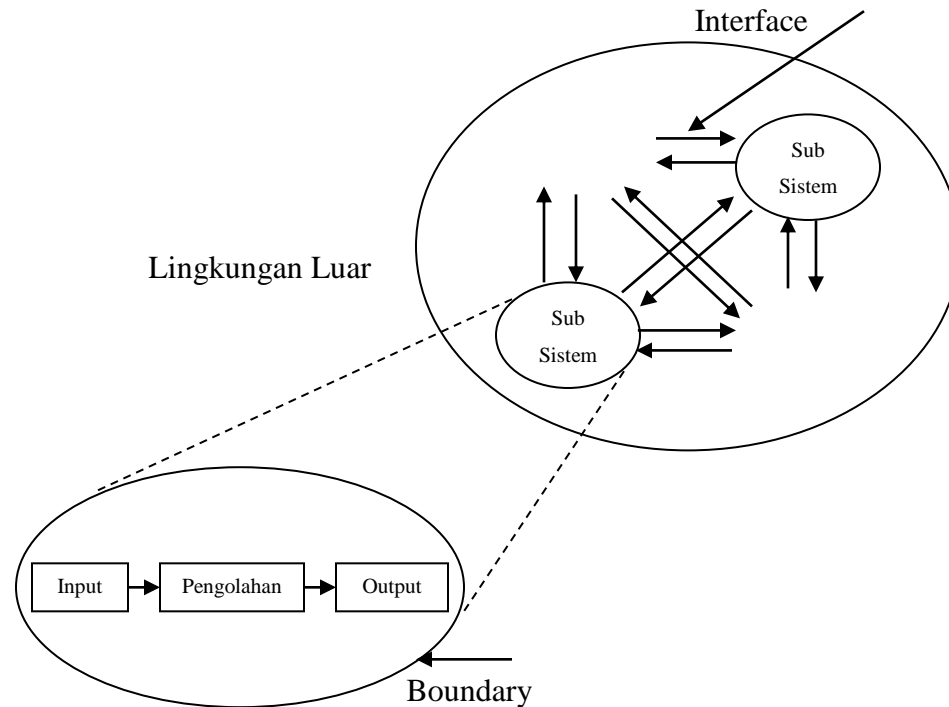 Interface
Sub
Sistem
Lingkungan Luar
Sub
Sistem
Input
Pengolahan
Output
Boundary